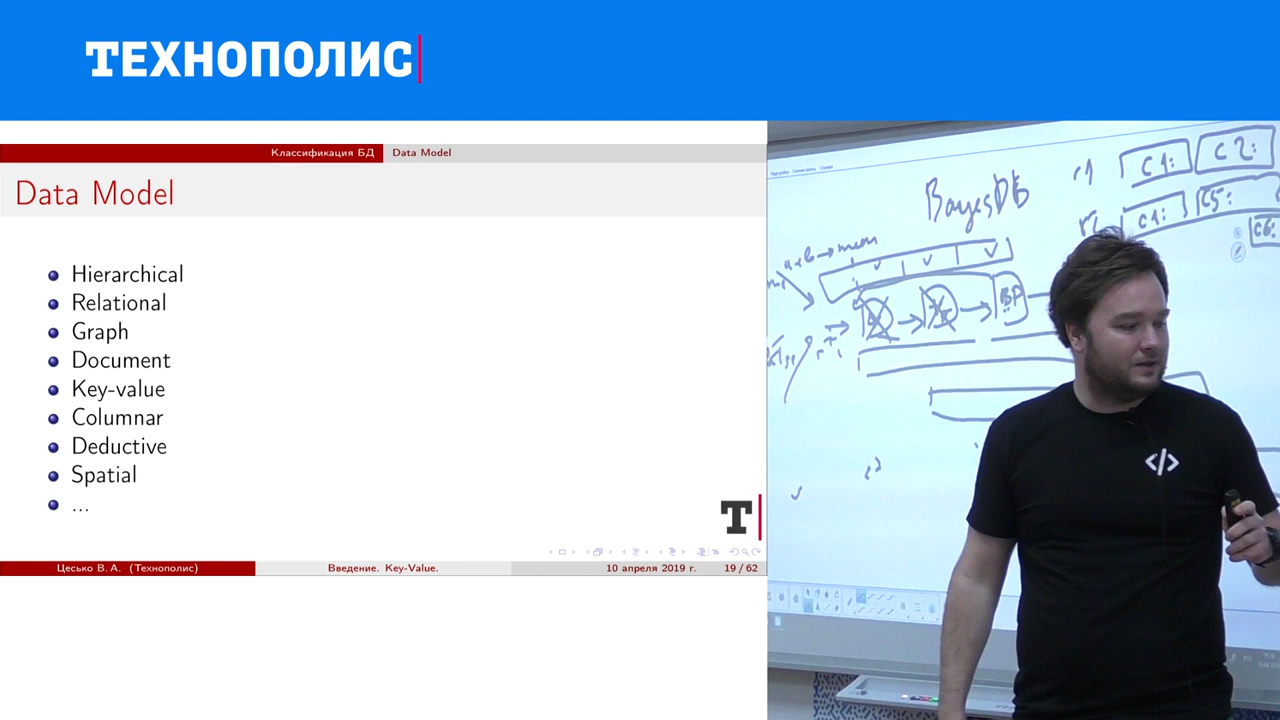 ТЕХНОПОЛИС
Классификация БД
Data Model
Data Model
Hierarchical
Relational
Graph
Document
Key-value
Columnar
Deductive
Spatial
...
T
Цесько В. А. (Технополис)
Введение. Key-Value.
10 апреля 2019 г.
19 / 62
BayesDB
r1
C1:
C2:
C1:
C5:
C6:
</>